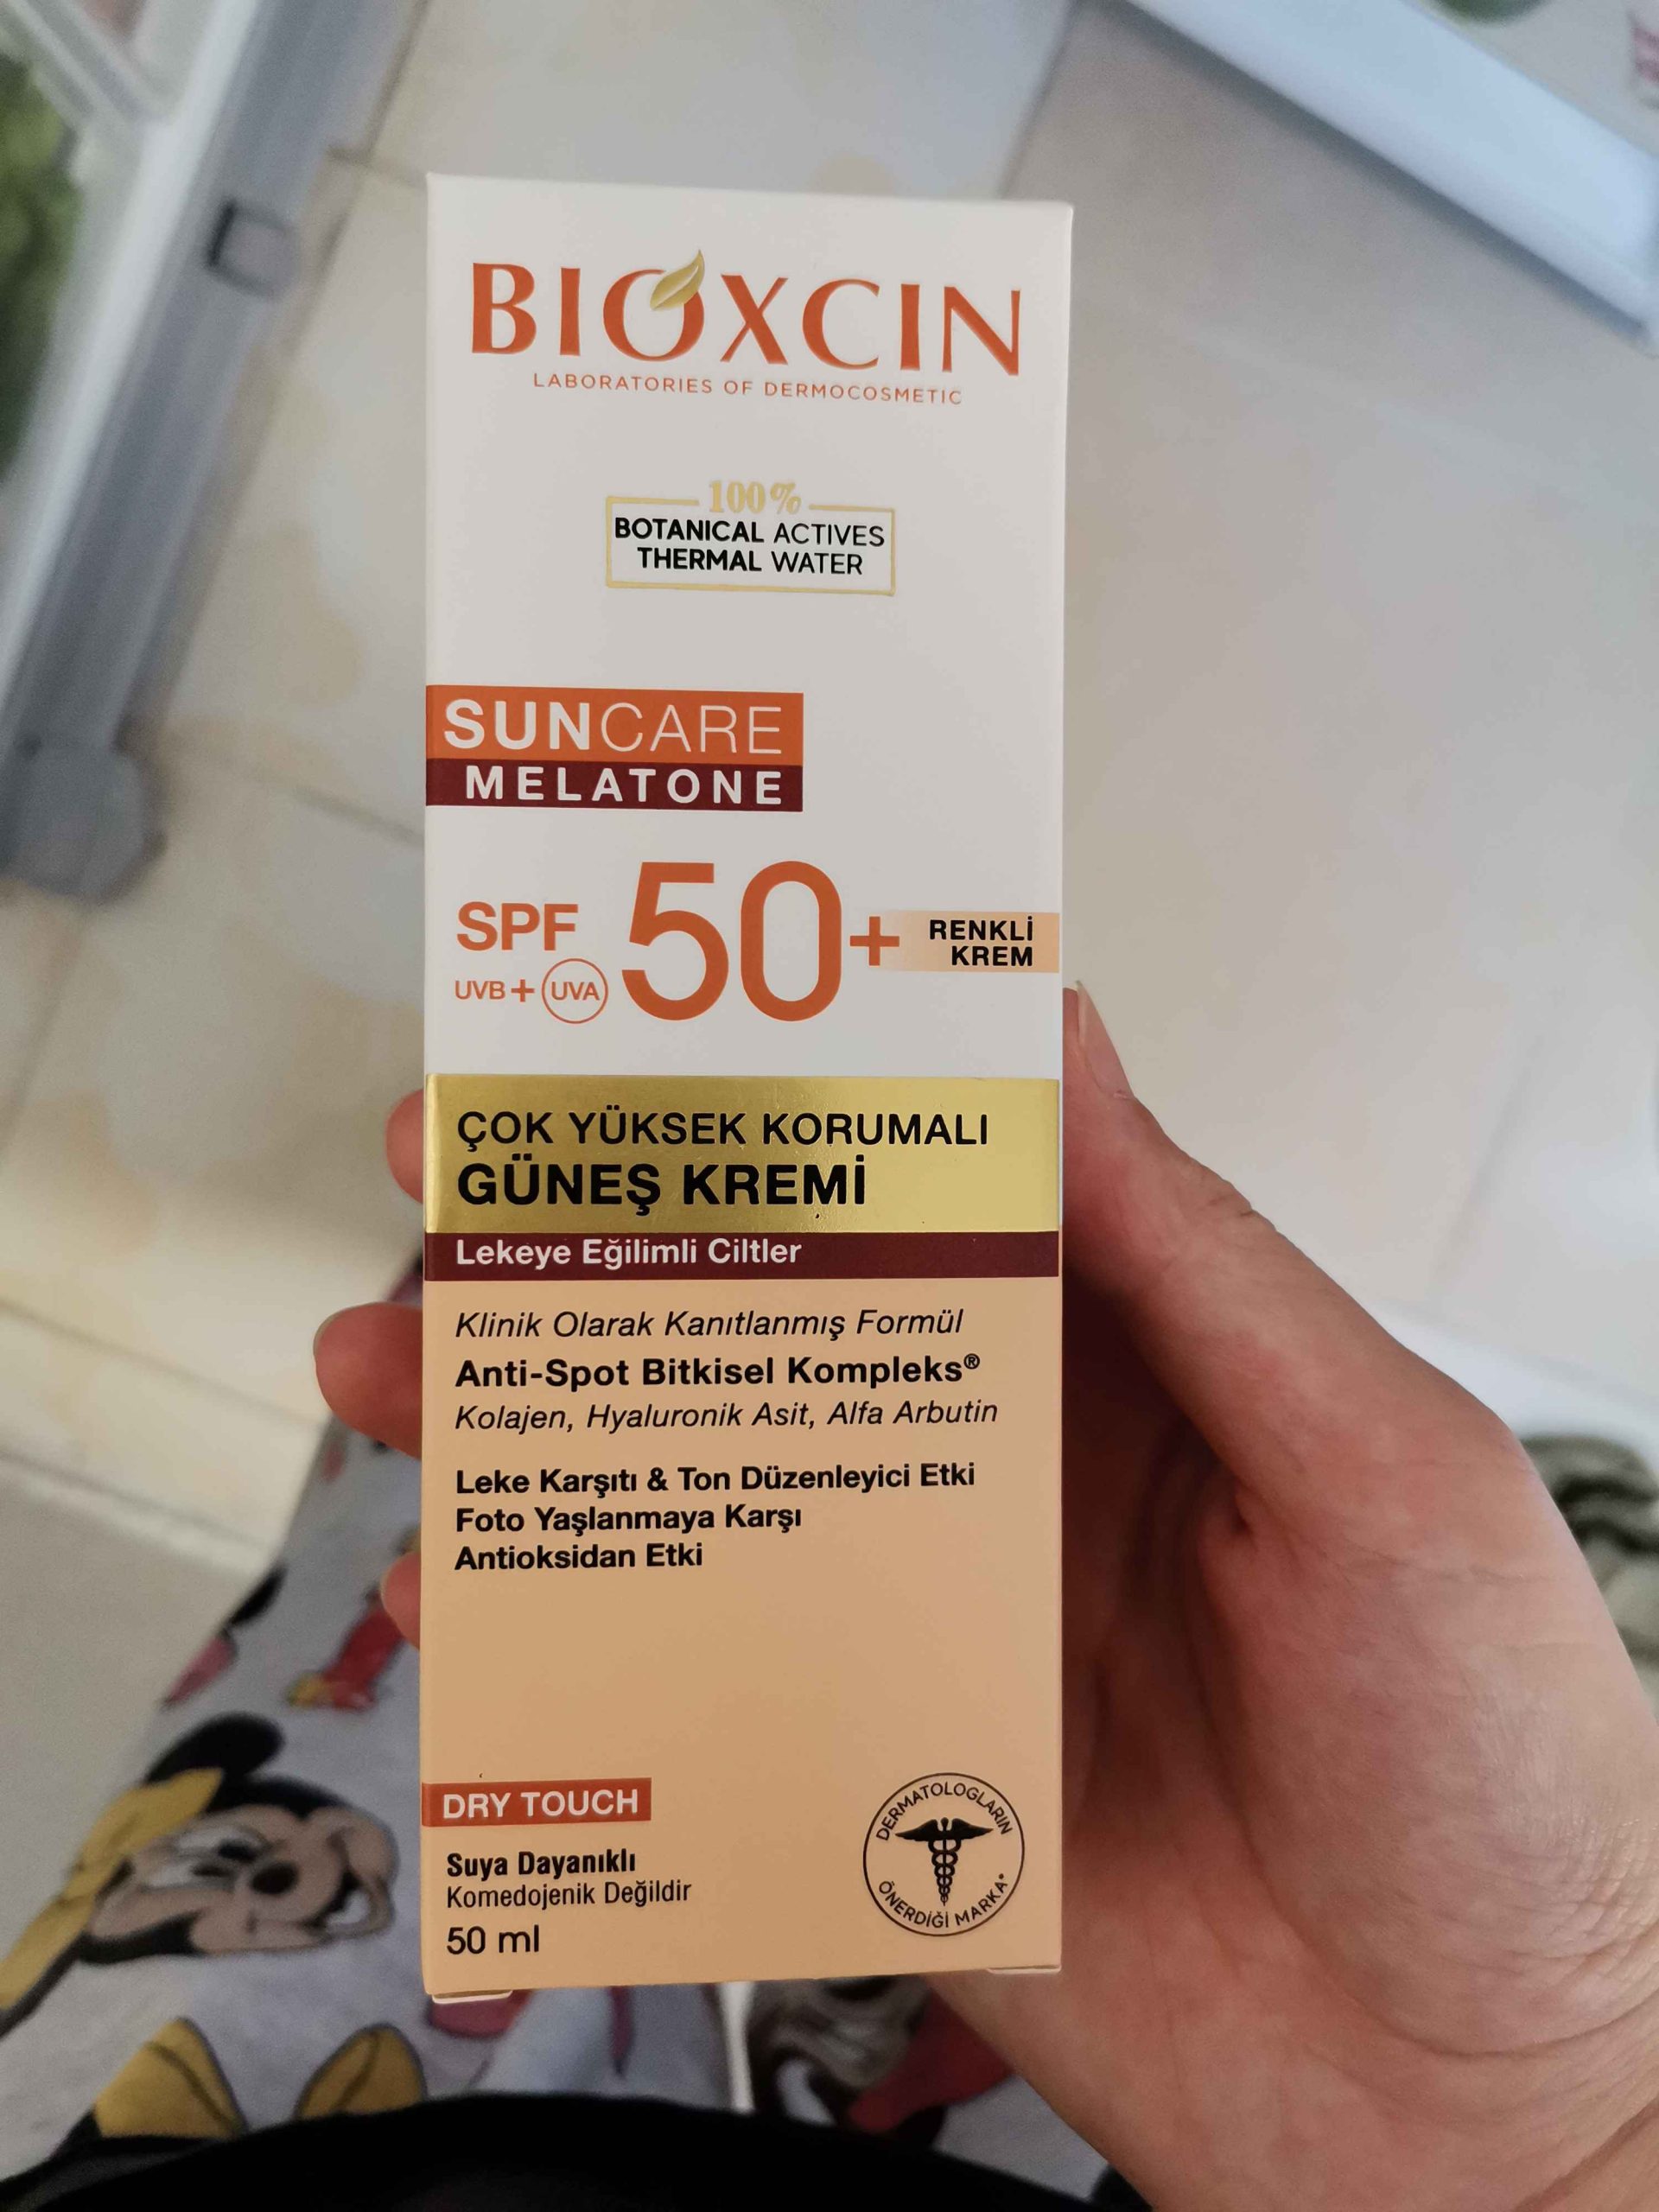 BIOXCIN
LABORATORIES OF DERMOCOSMETIC
100%
BOTANICAL ACTIVES
THERMAL WATER
SUNCARE
MELATONE
SPF 50+
UVB + UVA
RENKLİ
KREM
ÇOK YÜKSEK KORUMALI
GÜNEŞ KREMİ
Lekeye Eğilimli Ciltler
Klinik Olarak Kanıtlanmış Formül
Anti-Spot Bitkisel Kompleks®
Kolajen, Hyaluronik Asit, Alfa Arbutin
Leke Karşıtı & Ton Düzenleyici Etki
Foto Yaşlanmaya Karşı
Antioksidan Etki
DRY TOUCH
Suya Dayanıklı
Komedojenik Değildir
50 ml
DERMATOLOGLARIN
ÖNERDİĞİ MARKA*